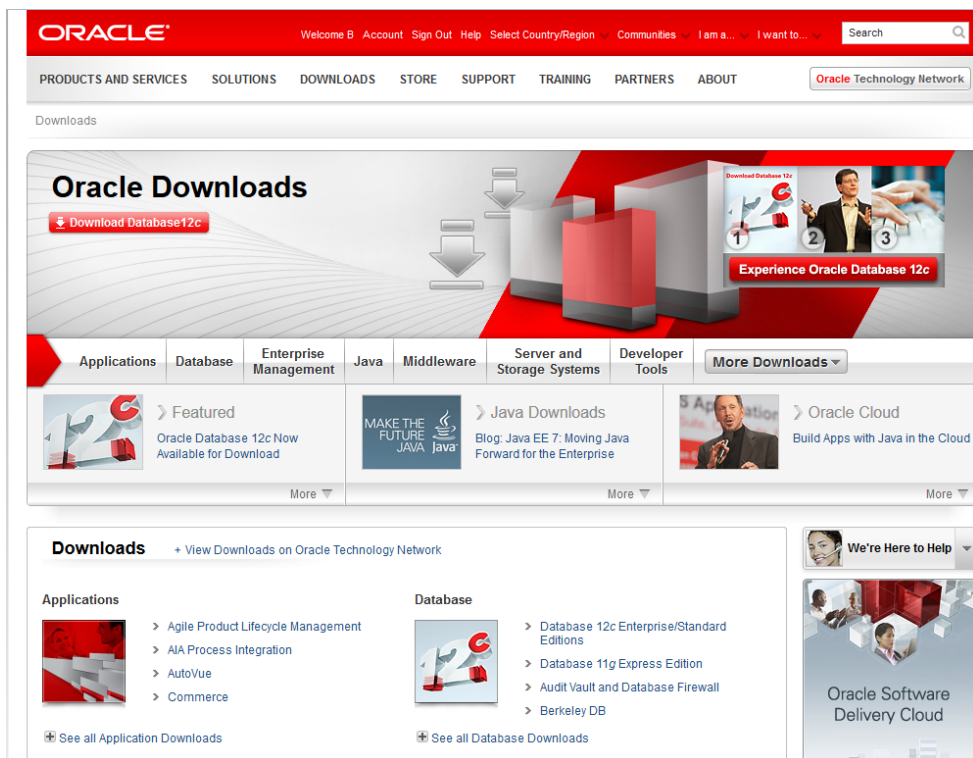 ORACLE
Welcome B Account Sign Out Help Select Country/Region Communities I am a... I want to... Search
PRODUCTS AND SERVICES SOLUTIONS DOWNLOADS STORE SUPPORT TRAINING PARTNERS ABOUT Oracle Technology Network
Downloads
Oracle Downloads
Download Database12c
Download Database 12c
12c
1 2 3
Experience Oracle Database 12c
Applications Database Enterprise Management Java Middleware Server and Storage Systems Developer Tools More Downloads
12c
Featured
Oracle Database 12c Now
Available for Download
More
MAKE THE
FUTURE
JAVA Java
Java Downloads
Blog: Java EE 7: Moving Java
Forward for the Enterprise
More
Oracle Cloud
Build Apps with Java in the Cloud
More
Downloads + View Downloads on Oracle Technology Network
We're Here to Help
Applications
Agile Product Lifecycle Management
AIA Process Integration
AutoVue
Commerce
See all Application Downloads
Database
12c
Database 12c Enterprise/Standard
Editions
Database 11g Express Edition
Audit Vault and Database Firewall
Berkeley DB
See all Database Downloads
Oracle Software
Delivery Cloud